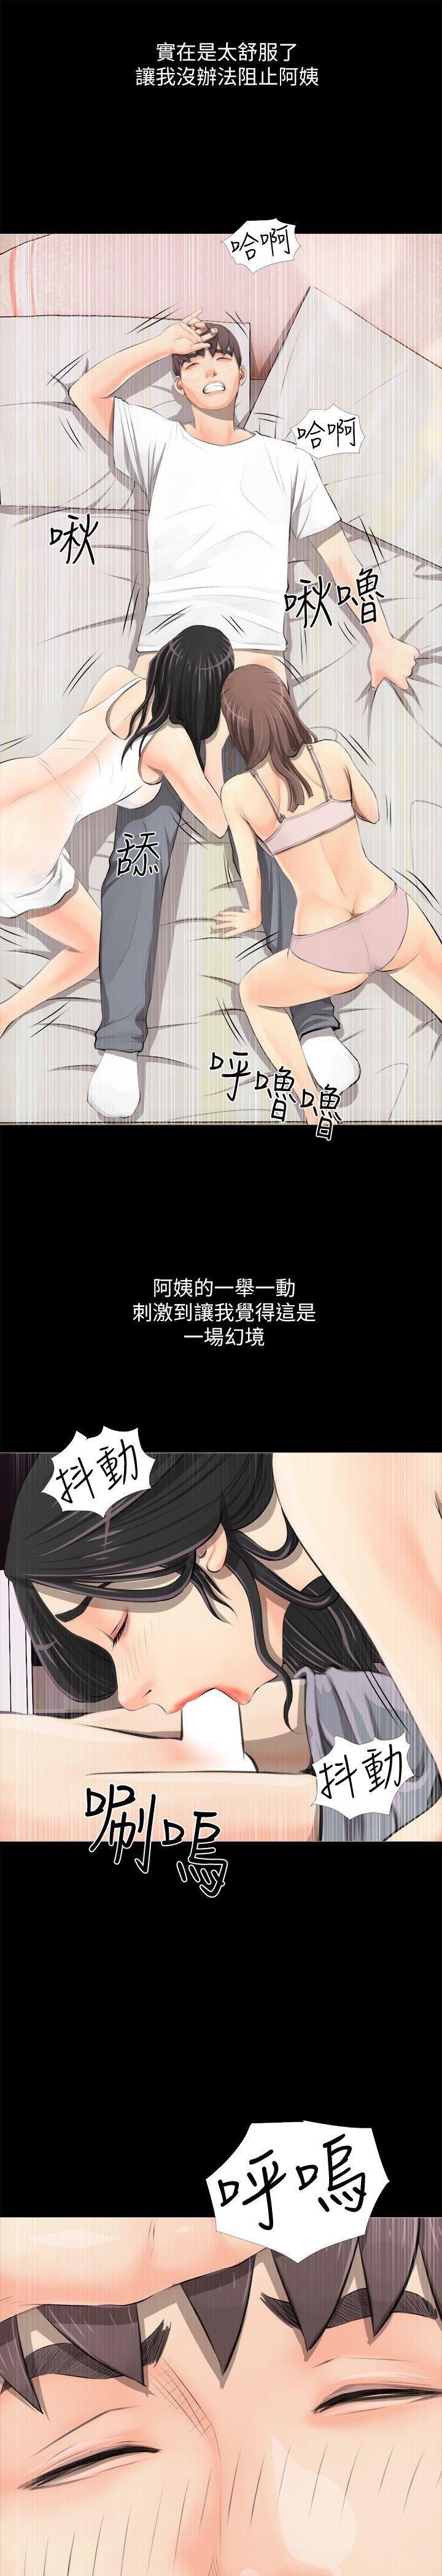 實在是太舒服了
讓我沒辦法阻止阿姨
哈啊
哈啊
啾
啾嚕
舔
呼嚕嚕
阿姨的一舉一動
刺激到讓我覺得這是
一場幻境
抖動
抖動
唰嗚
呼嗚